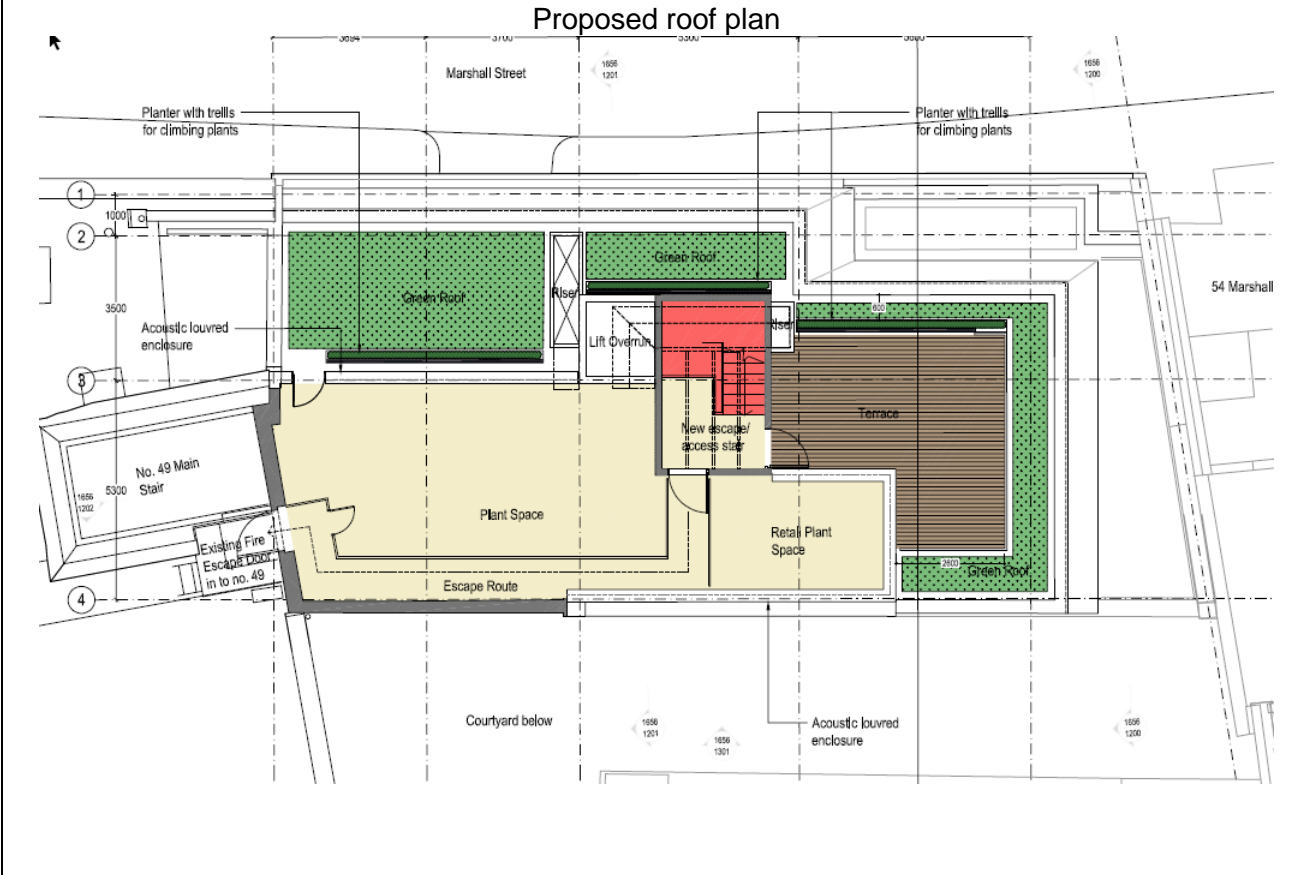 Proposed roof plan
3694
3700
5300
Marshall Street
1656
1201
1656
1200
Planter with trellis
for climbing plants
Planter with trellis
for climbing plants
1
1000
2
Green Roof
Green Roof
Riser
Riser
600
54 Marshall
3500
Acoustic louvred
enclosure
Lift Overrun
3
Terrace
New escape/
access stair
No. 49 Main
Stair
5300
1656
1202
Plant Space
Retail Plant
Space
Existing Fire
Escape Door
in to no. 49
Escape Route
2600
Green Roof
4
Courtyard below
1656
1201
1656
1301
Acoustic louvred
enclosure
1656
1200